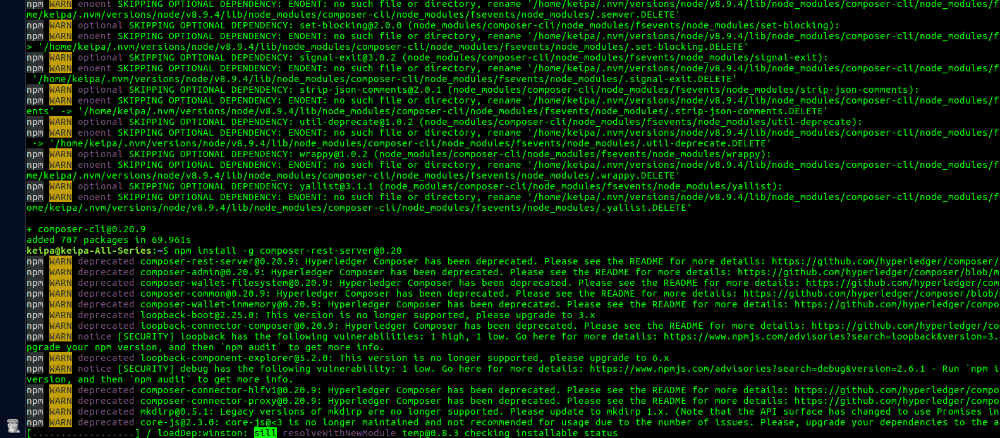 npm WARN enoent SKIPPING OPTIONAL DEPENDENCY: ENOENT: no such file or directory, rename '/home/keipa/.nvm/versions/node/v8.9.4/lib/node_modules/composer-cli/node_modules/f
me/keipa/.nvm/versions/node/v8.9.4/lib/node_modules/composer-cli/node_modules/fsevents/node_modules/.semver.DELETE'
npm WARN optional SKIPPING OPTIONAL DEPENDENCY: set-blocking@2.0.0 (node_modules/composer-cli/node_modules/fsevents/node_modules/set-blocking):
npm WARN enoent SKIPPING OPTIONAL DEPENDENCY: ENOENT: no such file or directory, rename '/home/keipa/.nvm/versions/node/v8.9.4/lib/node_modules/composer-cli/node_modules/f
> '/home/keipa/.nvm/versions/node/v8.9.4/lib/node_modules/composer-cli/node_modules/fsevents/node_modules/.set-blocking.DELETE'
npm WARN optional SKIPPING OPTIONAL DEPENDENCY: signal-exit@3.0.2 (node_modules/composer-cli/node_modules/fsevents/node_modules/signal-exit):
npm WARN enoent SKIPPING OPTIONAL DEPENDENCY: ENOENT: no such file or directory, rename '/home/keipa/.nvm/versions/node/v8.9.4/lib/node_modules/composer-cli/node_modules/f
'/home/keipa/.nvm/versions/node/v8.9.4/lib/node_modules/composer-cli/node_modules/fsevents/node_modules/.signal-exit.DELETE'
npm WARN optional SKIPPING OPTIONAL DEPENDENCY: strip-json-comments@2.0.1 (node_modules/composer-cli/node_modules/fsevents/node_modules/strip-json-comments):
npm WARN enoent SKIPPING OPTIONAL DEPENDENCY: ENOENT: no such file or directory, rename '/home/keipa/.nvm/versions/node/v8.9.4/lib/node_modules/composer-cli/node_modules/f
ents' -> '/home/keipa/.nvm/versions/node/v8.9.4/lib/node_modules/composer-cli/node_modules/fsevents/node_modules/.strip-json-comments.DELETE'
npm WARN optional SKIPPING OPTIONAL DEPENDENCY: util-deprecate@1.0.2 (node_modules/composer-cli/node_modules/fsevents/node_modules/util-deprecate):
npm WARN enoent SKIPPING OPTIONAL DEPENDENCY: ENOENT: no such file or directory, rename '/home/keipa/.nvm/versions/node/v8.9.4/lib/node_modules/composer-cli/node_modules/f
-> '/home/keipa/.nvm/versions/node/v8.9.4/lib/node_modules/composer-cli/node_modules/fsevents/node_modules/.util-deprecate.DELETE'
npm WARN optional SKIPPING OPTIONAL DEPENDENCY: wrappy@1.0.2 (node_modules/composer-cli/node_modules/fsevents/node_modules/wrappy):
npm WARN enoent SKIPPING OPTIONAL DEPENDENCY: ENOENT: no such file or directory, rename '/home/keipa/.nvm/versions/node/v8.9.4/lib/node_modules/composer-cli/node_modules/f
me/keipa/.nvm/versions/node/v8.9.4/lib/node_modules/composer-cli/node_modules/fsevents/node_modules/.wrappy.DELETE'
npm WARN optional SKIPPING OPTIONAL DEPENDENCY: yallist@3.1.1 (node_modules/composer-cli/node_modules/fsevents/node_modules/yallist):
npm WARN enoent SKIPPING OPTIONAL DEPENDENCY: ENOENT: no such file or directory, rename '/home/keipa/.nvm/versions/node/v8.9.4/lib/node_modules/composer-cli/node_modules/f
ome/keipa/.nvm/versions/node/v8.9.4/lib/node_modules/composer-cli/node_modules/fsevents/node_modules/.yallist.DELETE'
+ composer-cli@0.20.9
added 707 packages in 69.961s
keipa@keipa-All-Series:~$ npm install -g composer-rest-server@0.20
npm WARN deprecated composer-rest-server@0.20.9: Hyperledger Composer has been deprecated. Please see the README for more details: https://github.com/hyperledger/composer/
npm WARN deprecated composer-admin@0.20.9: Hyperledger Composer has been deprecated. Please see the README for more details: https://github.com/hyperledger/composer/blob/m
npm WARN deprecated composer-wallet-filesystem@0.20.9: Hyperledger Composer has been deprecated. Please see the README for more details: https://github.com/hyperledger/com
npm WARN deprecated composer-common@0.20.9: Hyperledger Composer has been deprecated. Please see the README for more details: https://github.com/hyperledger/composer/blob/
npm WARN deprecated composer-wallet-inmemory@0.20.9: Hyperledger Composer has been deprecated. Please see the README for more details: https://github.com/hyperledger/compo
npm WARN deprecated loopback-boot@2.25.0: This version is no longer supported, please upgrade to 3.x
npm WARN deprecated loopback-connector-composer@0.20.9: Hyperledger Composer has been deprecated. Please see the README for more details: https://github.com/hyperledger/co
npm WARN notice [SECURITY] loopback has the following vulnerabilities: 1 high, 1 low. Go here for more details: https://www.npmjs.com/advisories?search=loopback&version=3.
pgrade your npm version, and then `npm audit` to get more info.
npm WARN deprecated loopback-component-explorer@5.2.0: This version is no longer supported, please upgrade to 6.x
npm WARN notice [SECURITY] debug has the following vulnerability: 1 low. Go here for more details: https://www.npmjs.com/advisories?search=debug&version=2.6.1 - Run `npm i
version, and then `npm audit` to get more info.
npm WARN deprecated composer-connector-hlfv1@0.20.9: Hyperledger Composer has been deprecated. Please see the README for more details: https://github.com/hyperledger/compo
npm WARN deprecated composer-connector-proxy@0.20.9: Hyperledger Composer has been deprecated. Please see the README for more details: https://github.com/hyperledger/compo
npm WARN deprecated mkdirp@0.5.1: Legacy versions of mkdirp are no longer supported. Please update to mkdirp 1.x. (Note that the API surface has changed to use Promises in
npm WARN deprecated core-js@2.3.0: core-js@<3 is no longer maintained and not recommended for usage due to the number of issues. Please, upgrade your dependencies to the a
[..................] / loadDep:winston: sill resolveWithNewModule temp@0.8.3 checking installable status